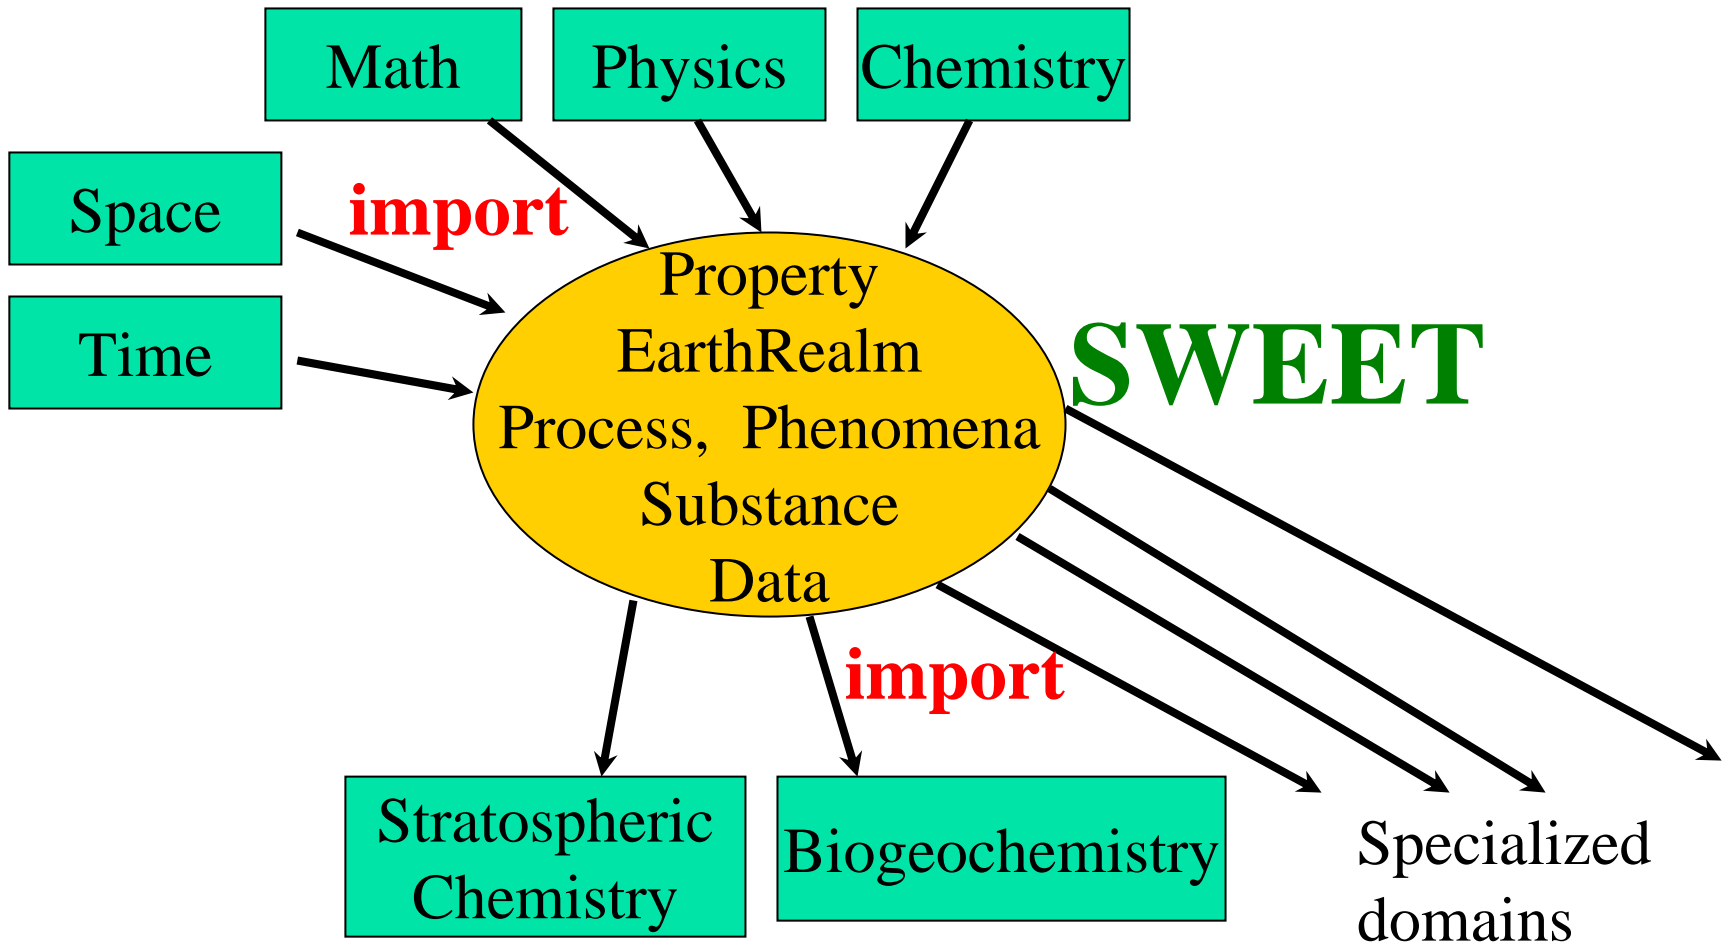 Math
Physics
Chemistry
Space
import
Time
Property
EarthRealm
Process, Phenomena
Substance
Data
SWEET
import
Stratospheric
Chemistry
Biogeochemistry
Specialized
domains